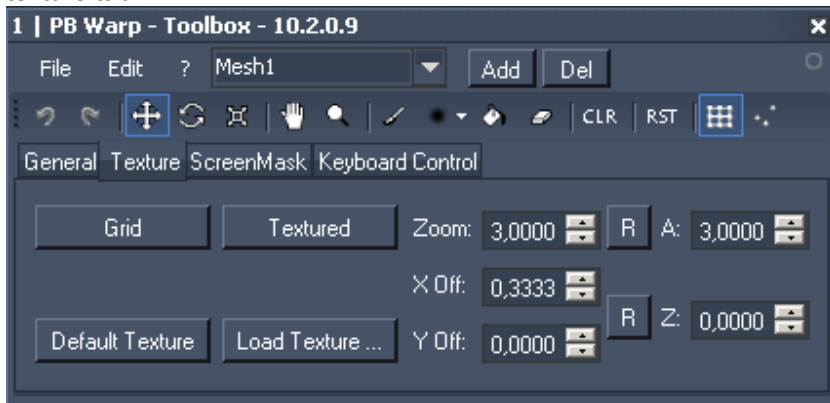 1 | PB Warp - Toolbox - 10.2.0.9
File Edit ? Mesh1 Add Del
CLR RST
General Texture ScreenMask Keyboard Control
Grid Textured Zoom: 3,0000 R A: 3,0000
X Off: 0,3333
R Z: 0,0000
Default Texture Load Texture ... Y Off: 0,0000